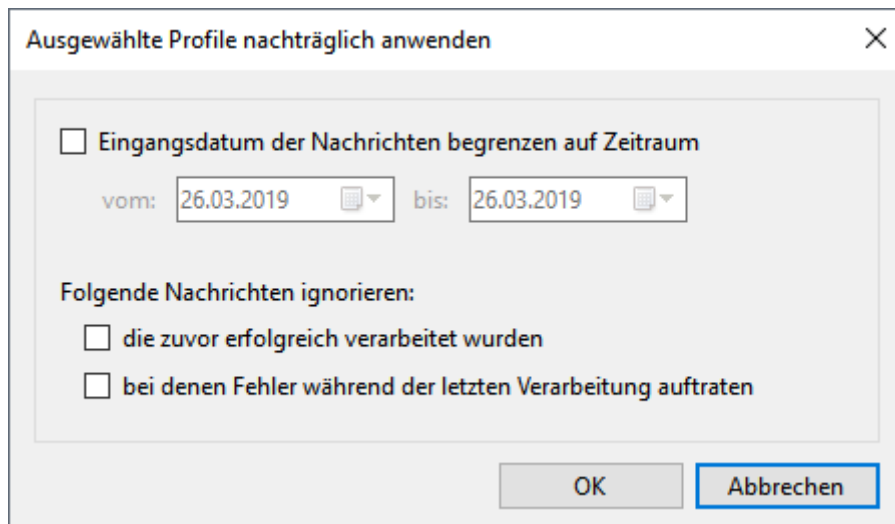 Ausgewählte Profile nachträglich anwenden
Eingangsdatum der Nachrichten begrenzen auf Zeitraum
vom: 26.03.2019 bis: 26.03.2019
Folgende Nachrichten ignorieren:
die zuvor erfolgreich verarbeitet wurden
bei denen Fehler während der letzten Verarbeitung auftraten
OK Abbrechen